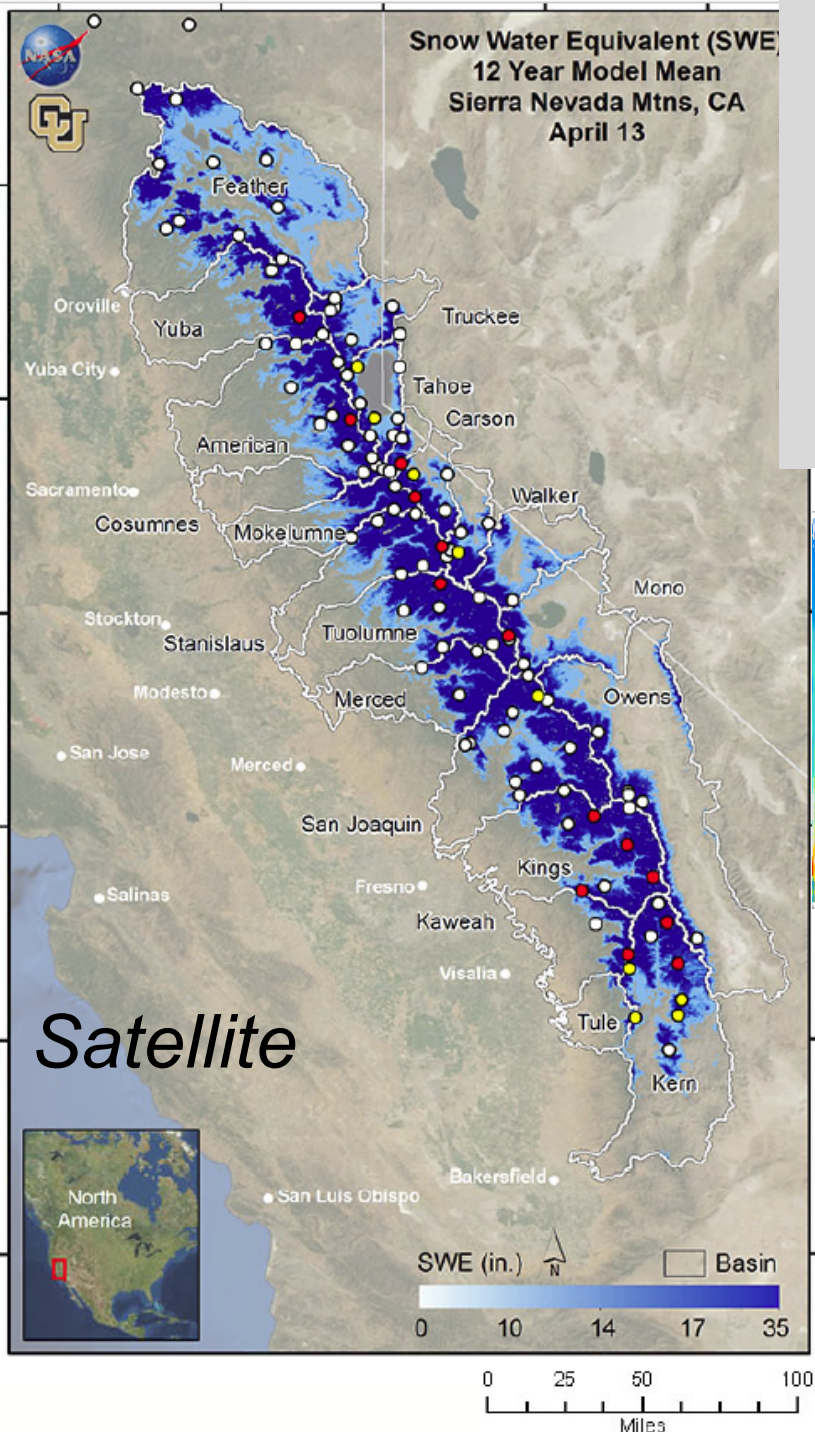 NASA
CU
Snow Water Equivalent (SWE)
12 Year Model Mean
Sierra Nevada Mtns, CA
April 13
Feather
Oroville
Yuba
Truckee
Yuba City
Tahoe
Carson
American
Sacramento
Walker
Cosumnes
Mokelumne
Mono
Stockton
Stanislaus
Tuolumne
Modesto
Merced
Owens
San Jose
Merced
San Joaquin
Kings
Fresno
Salinas
Kaweah
Visalia
Satellite
Tule
Kern
North
America
Bakersfield
San Luis Obispo
SWE (in.)
N
Basin
0 10 14 17 35
0 25 50 100
Miles